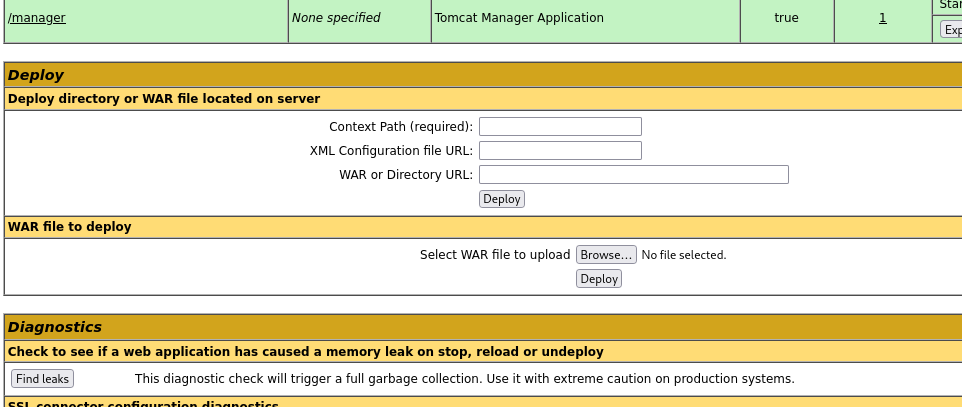 Star
/manager None specified Tomcat Manager Application true 1
Exp
Deploy
Deploy directory or WAR file located on server
Context Path (required):
XML Configuration file URL:
WAR or Directory URL:
Deploy
WAR file to deploy
Select WAR file to upload Browse... No file selected.
Deploy
Diagnostics
Check to see if a web application has caused a memory leak on stop, reload or undeploy
Find leaks This diagnostic check will trigger a full garbage collection. Use it with extreme caution on production systems.
SSL connector configuration diagnostics